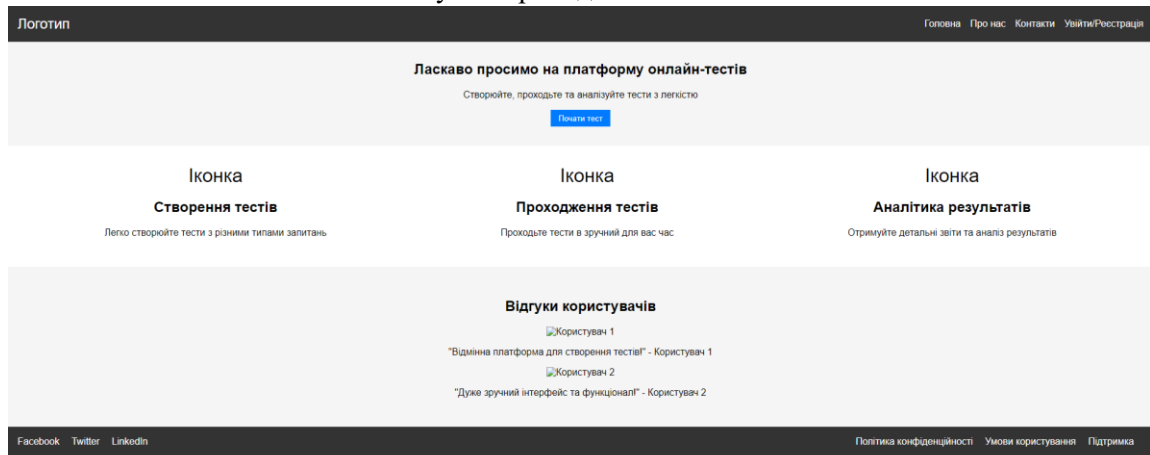 Логотип Головна Про нас Контакти Увійти/Реєстрація
Ласкаво просимо на платформу онлайн-тестів
Створюйте, проходьте та аналізуйте тести з легкістю
Почати тест
Іконка Іконка Іконка
Створення тестів Проходження тестів Аналітика результатів
Легко створюйте тести з різними типами запитань Проходьте тести в зручний для вас час Отримуйте детальні звіти та аналіз результатів
Відгуки користувачів
Користувач 1
"Відмінна платформа для створення тестів!" - Користувач 1
Користувач 2
"Дуже зручний інтерфейс та функціонал!" - Користувач 2
Facebook Twitter LinkedIn Політика конфіденційності Умови користування Підтримка